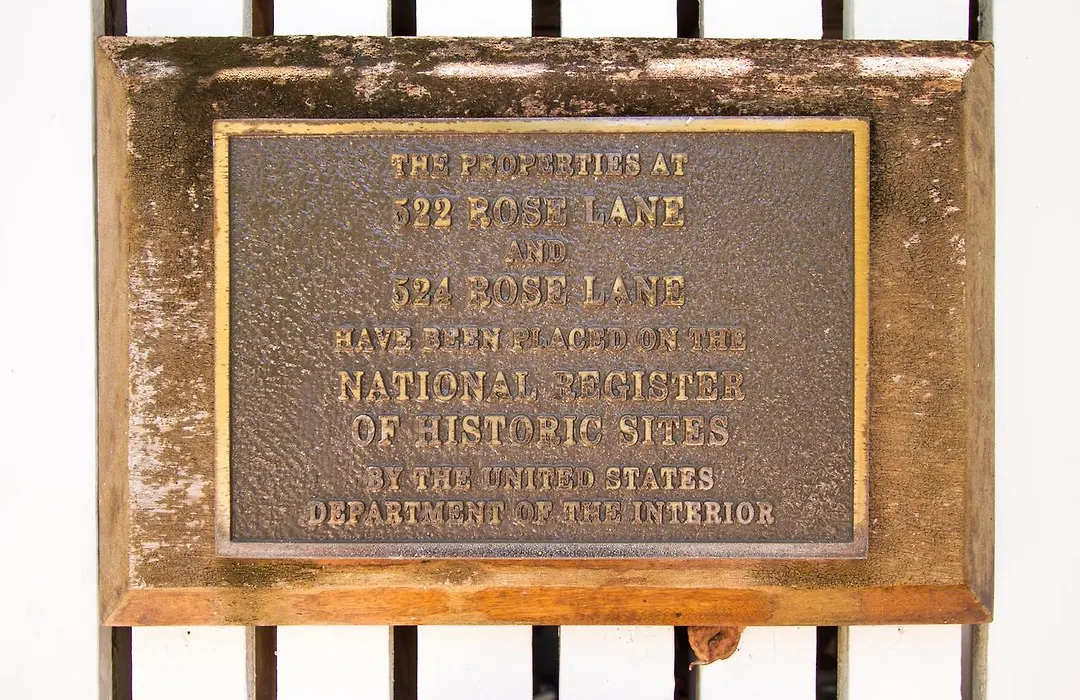 THE PROPERTIES AT
522 ROSE LANE
AND
524 ROSE LANE
HAVE BEEN PLACED ON THE
NATIONAL REGISTER
OF HISTORIC SITES
BY THE UNITED STATES
DEPARTMENT OF THE INTERIOR